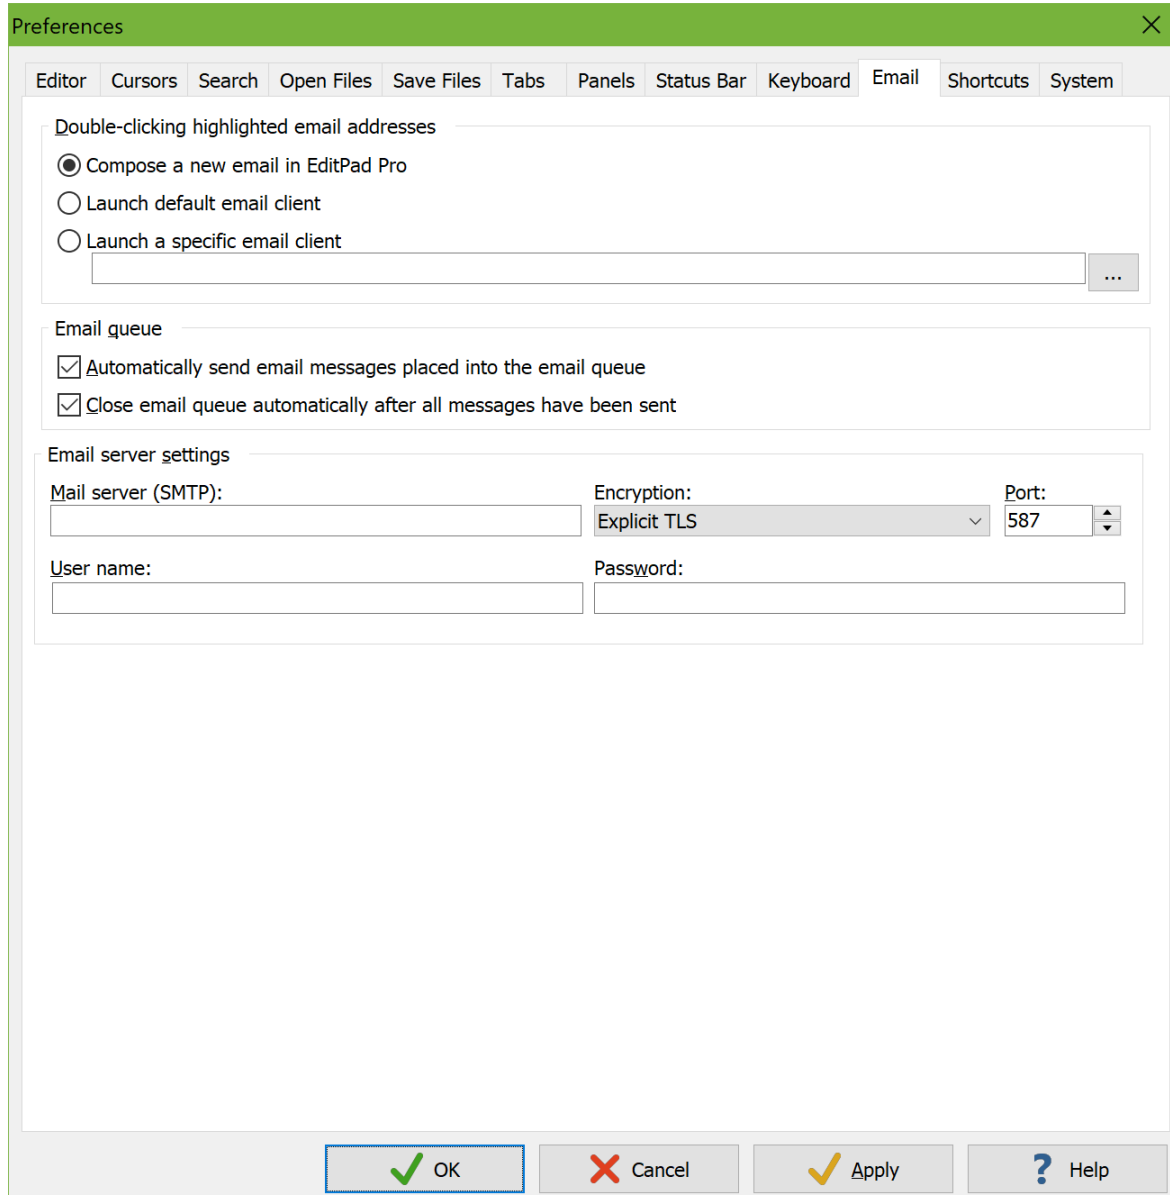 Preferences
Editor Cursors Search Open Files Save Files Tabs Panels Status Bar Keyboard Email Shortcuts System
Double-clicking highlighted email addresses
Compose a new email in EditPad Pro
Launch default email client
Launch a specific email client
...
Email queue
Automatically send email messages placed into the email queue
Close email queue automatically after all messages have been sent
Email server settings
Mail server (SMTP): Encryption: Port:
Explicit TLS 587
User name: Password:
OK Cancel Apply ? Help